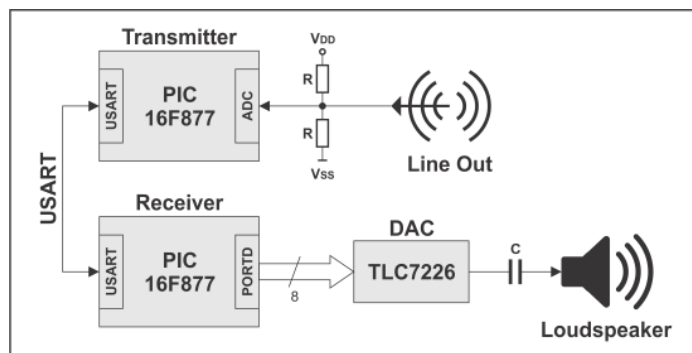 Transmitter
VDD
R
USART
PIC
16F877
ADC
R
VSS
Line Out
USART
Receiver
USART
PIC
16F877
PORTD
8
DAC
TLC7226
C
Loudspeaker